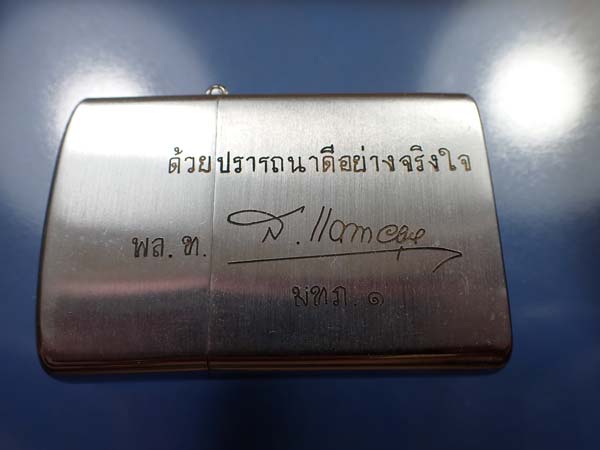 ด้วยปรารถนาดีอย่างจริงใจ
พล. ท. ส.
มทภ. ๑